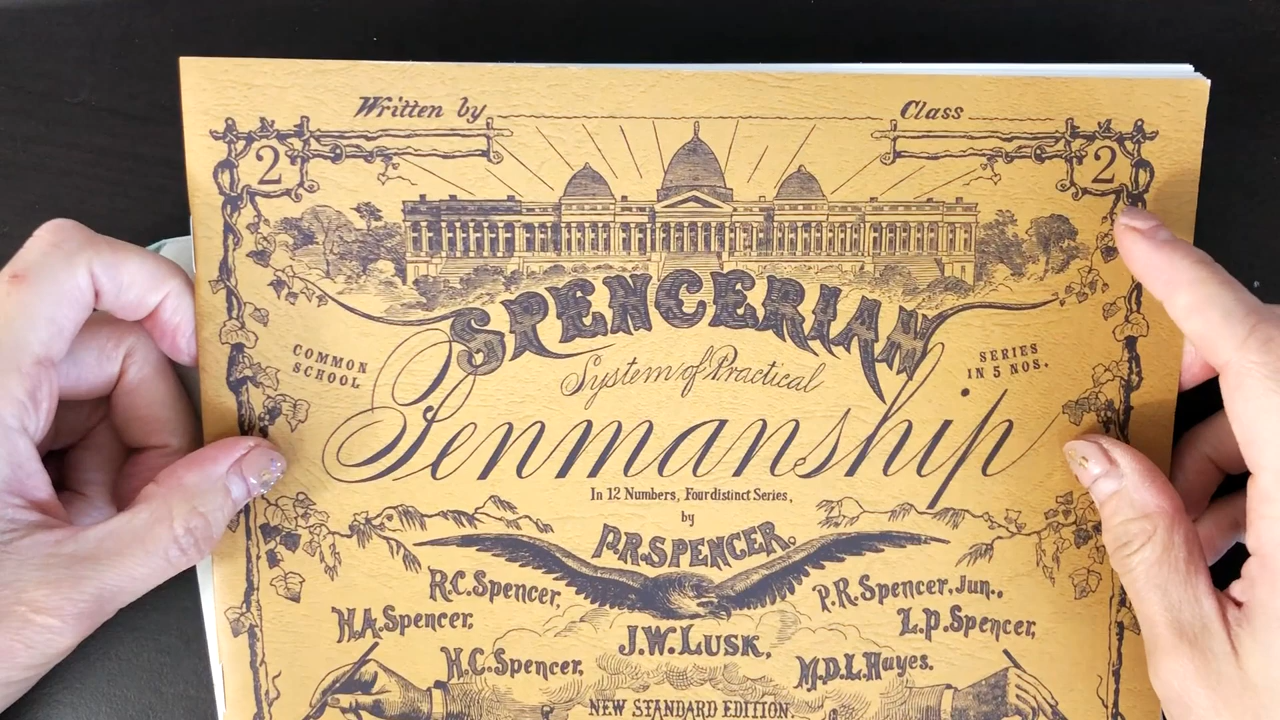 Written by
Class
2
2
SPENCERIAN
COMMON
SCHOOL
System of Practical
SERIES
IN 5 NOS.
Penmanship
In 12 Numbers, Four distinct Series,
by
P.R. SPENCER.
R.C. Spencer,
P.R. Spencer, Jun.,
H.A. Spencer,
L.P. Spencer,
J.W. LUSK,
H.C. Spencer,
M.D.L. Hayes.
NEW STANDARD EDITION.